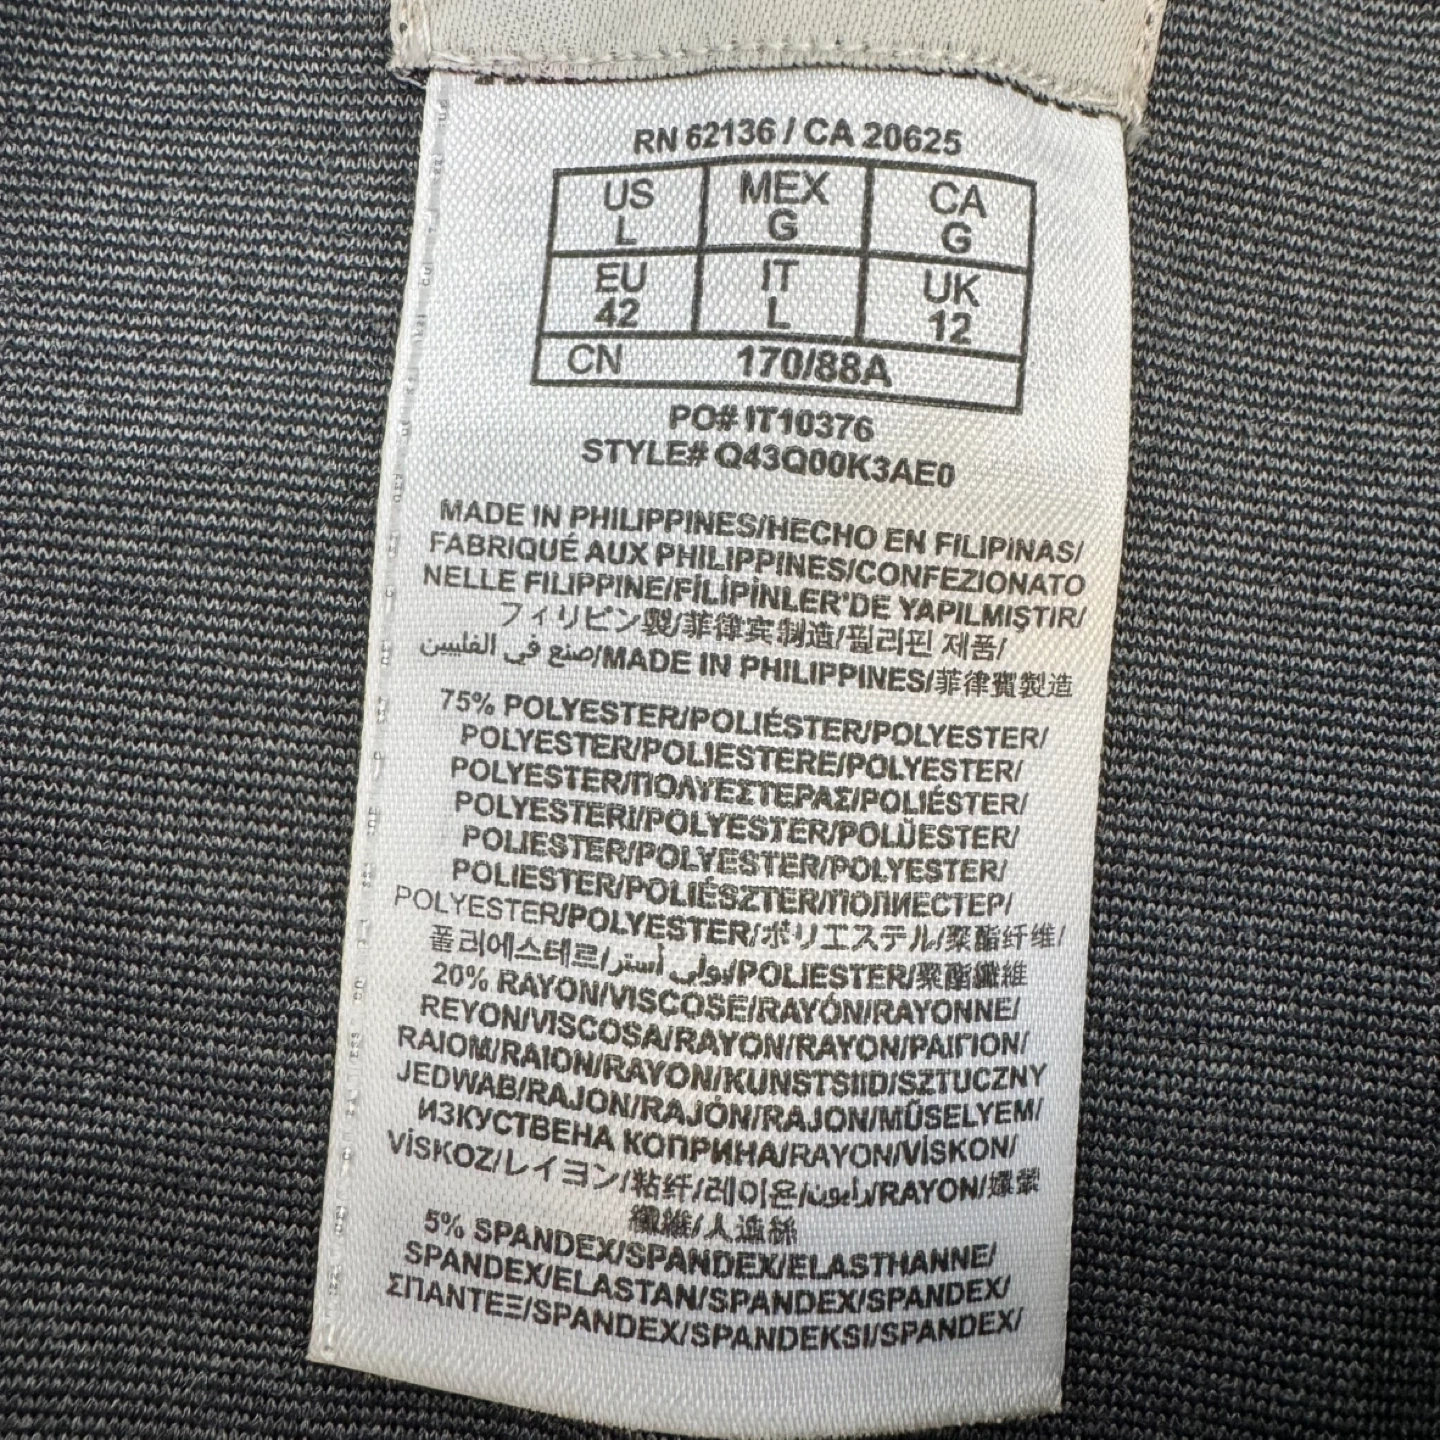 RN 62136 / CA 20625
US MEX CA
L G G
EU IT UK
42 L 12
CN 170/88A
PO# IT10376
STYLE# Q43Q00K3AE0
MADE IN PHILIPPINES/HECHO EN FILIPINAS/
FABRIQUÉ AUX PHILIPPINES/CONFEZIONATO
NELLE FILIPPINE/FİLİPİNLER'DE YAPILMIŞTIR/
フィリピン製/菲律宾制造/필리핀 제품/
صنع في الفلبين/MADE IN PHILIPPINES/菲律賓製造
75% POLYESTER/POLIÉSTER/POLYESTER/
POLYESTER/POLIESTERE/POLYESTER/
POLYESTER/ΠΟΛΥΕΣΤΕΡΑΣ/POLIÉSTER/
POLYESTERI/POLYESTER/POLÜESTER/
POLIESTER/POLYESTER/POLYESTER/
POLIESTER/POLIÉSZTER/ПОЛИЕСТЕР/
POLYESTER/POLYESTER/ポリエステル/聚酯纤维/
폴리에스테르/بولي أستر/POLIESTER/聚酯纖維
20% RAYON/VISCOSE/RAYÓN/RAYONNE/
REYON/VISCOSA/RAYON/RAYON/ΡΑΙΓΙΟΝ/
RAIOM/RAION/RAYON/KUNSTSIID/SZTUCZNY
JEDWAB/RAJON/RAJÓN/RAJON/MŰSELYEM/
ИЗКУСТВЕНА КОПРИНА/RAYON/VİSKON/
VİSKOZ/レイヨン/粘纤/레이온/رايون/RAYON/嫘縈
纖維/人造絲
5% SPANDEX/SPANDEX/ELASTHANNE/
SPANDEX/ELASTAN/SPANDEX/SPANDEX/
ΣΠΑΝΤΕΞ/SPANDEX/SPANDEKSI/SPANDEX/